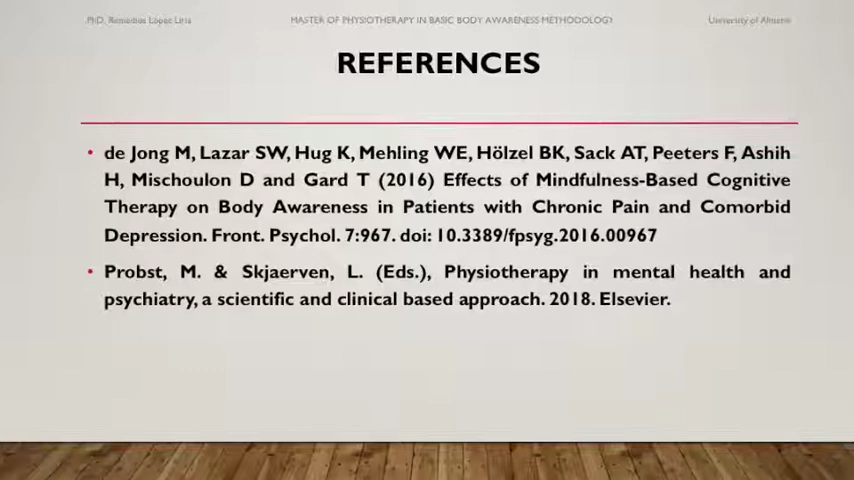 PhD. Remedios López Liria
MASTER OF PHYSIOTHERAPY IN BASIC BODY AWARENESS METHODOLOGY
University of Almería
REFERENCES
• de Jong M, Lazar SW, Hug K, Mehling WE, Hölzel BK, Sack AT, Peeters F, Ashih
H, Mischoulon D and Gard T (2016) Effects of Mindfulness-Based Cognitive
Therapy on Body Awareness in Patients with Chronic Pain and Comorbid
Depression. Front. Psychol. 7:967. doi: 10.3389/fpsyg.2016.00967
• Probst, M. & Skjaerven, L. (Eds.), Physiotherapy in mental health and
psychiatry, a scientific and clinical based approach. 2018. Elsevier.